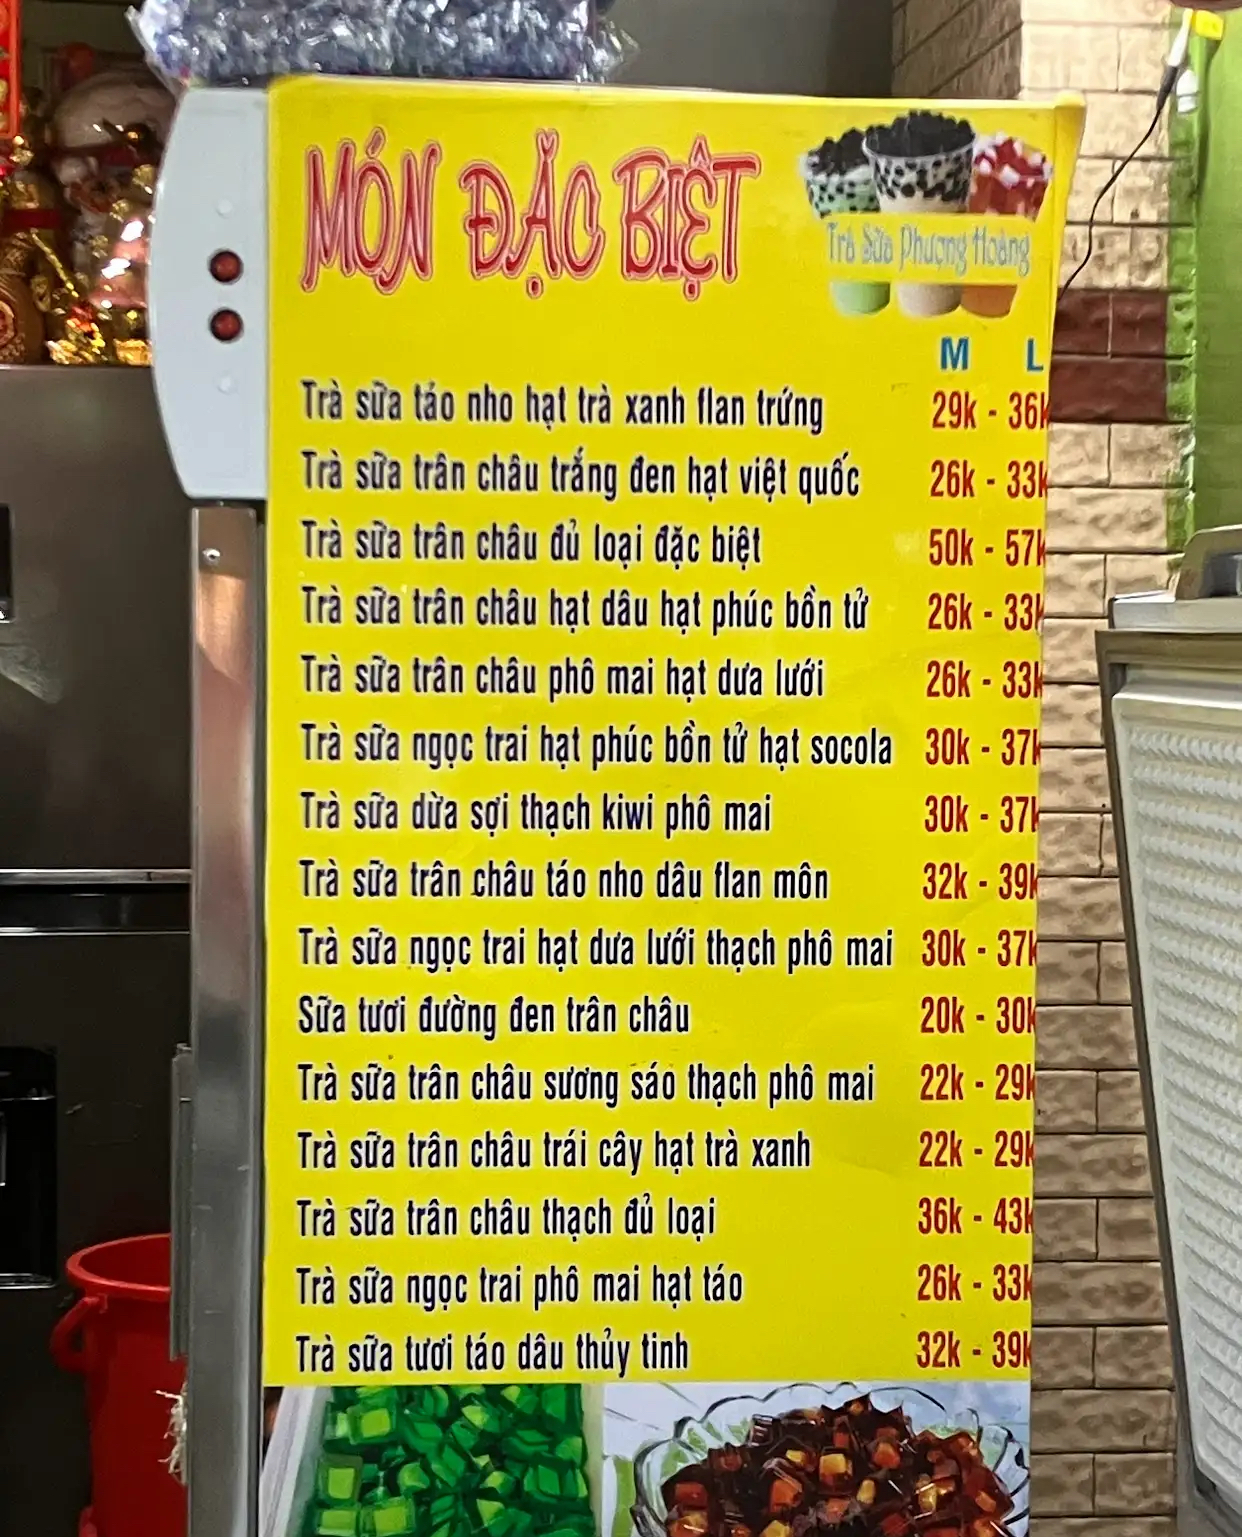 MÓN ĐẶC BIỆT
Trà Sữa Phượng Hoàng
M L
Trà sữa táo nho hạt trà xanh flan trứng 29k - 36k
Trà sữa trân châu trắng đen hạt việt quốc 26k - 33k
Trà sữa trân châu đủ loại đặc biệt 50k - 57k
Trà sữa trân châu hạt dâu hạt phúc bồn tử 26k - 33k
Trà sữa trân châu phô mai hạt dưa lưới 26k - 33k
Trà sữa ngọc trai hạt phúc bồn tử hạt socola 30k - 37k
Trà sữa dừa sợi thạch kiwi phô mai 30k - 37k
Trà sữa trân châu táo nho dâu flan môn 32k - 39k
Trà sữa ngọc trai hạt dưa lưới thạch phô mai 30k - 37k
Sữa tươi đường đen trân châu 20k - 30k
Trà sữa trân châu sương sáo thạch phô mai 22k - 29k
Trà sữa trân châu trái cây hạt trà xanh 22k - 29k
Trà sữa trân châu thạch đủ loại 36k - 43k
Trà sữa ngọc trai phô mai hạt táo 26k - 33k
Trà sữa tươi táo dâu thủy tinh 32k - 39k